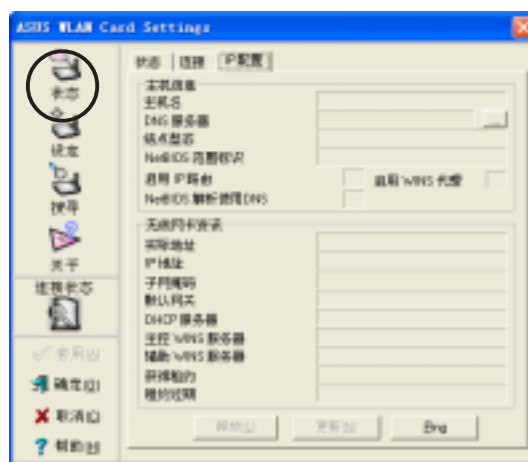 ASUS WLAN Card Settings
状态
设定
搜寻
关于
连接状态
套用(A)
确定(O)
取消(C)
帮助(H)
状态 连接 IP配置
主机信息
主机名
DNS 服务器
...
结点型态
NetBIOS 范围标识
启用 IP路由
启用 WINS 代理
NetBIOS 解析使用DNS
无线网卡资讯
实际地址
IP 地址
子网掩码
默认网关
DHCP 服务器
主控 WINS 服务器
辅助 WINS 服务器
获得租约
租约过期
释放(L)
更新(N)
Ping